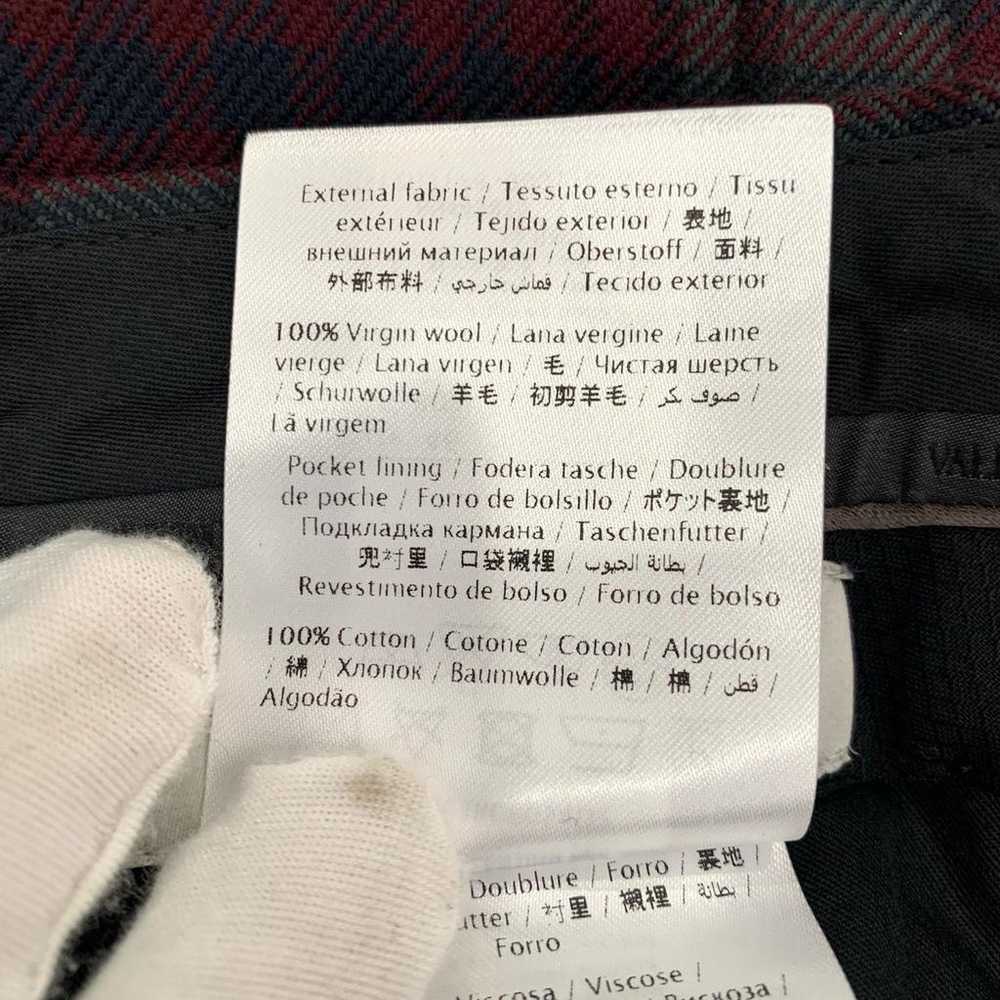 External fabric / Tessuto esterno / Tissu
extérieur / Tejido exterior / 表地 /
внешний материал / Oberstoff / 面料 /
外部布料 / قماش خارجي / Tecido exterior
100% Virgin wool / Lana vergine / Laine
vierge / Lana virgen / 毛 / Чистая шерсть
/ Schurwolle / 羊毛 / 初剪羊毛 / صوف بكر /
Lã virgem
Pocket lining / Fodera tasche / Doublure
de poche / Forro de bolsillo / ポケット裏地 /
Подкладка кармана / Taschenfutter /
兜衬里 / 口袋襯裡 / بطانة الجيوب /
Revestimento de bolso / Forro de bolso
100% Cotton / Cotone / Coton / Algodón
/ 綿 / Хлопок / Baumwolle / 棉 / 棉 / قطن /
Algodão
Doublure / Forro / 裏地 /
/ 衬里 / 襯裡 / بطانة /
Forro
/ Viscose /
/ Вискоза /